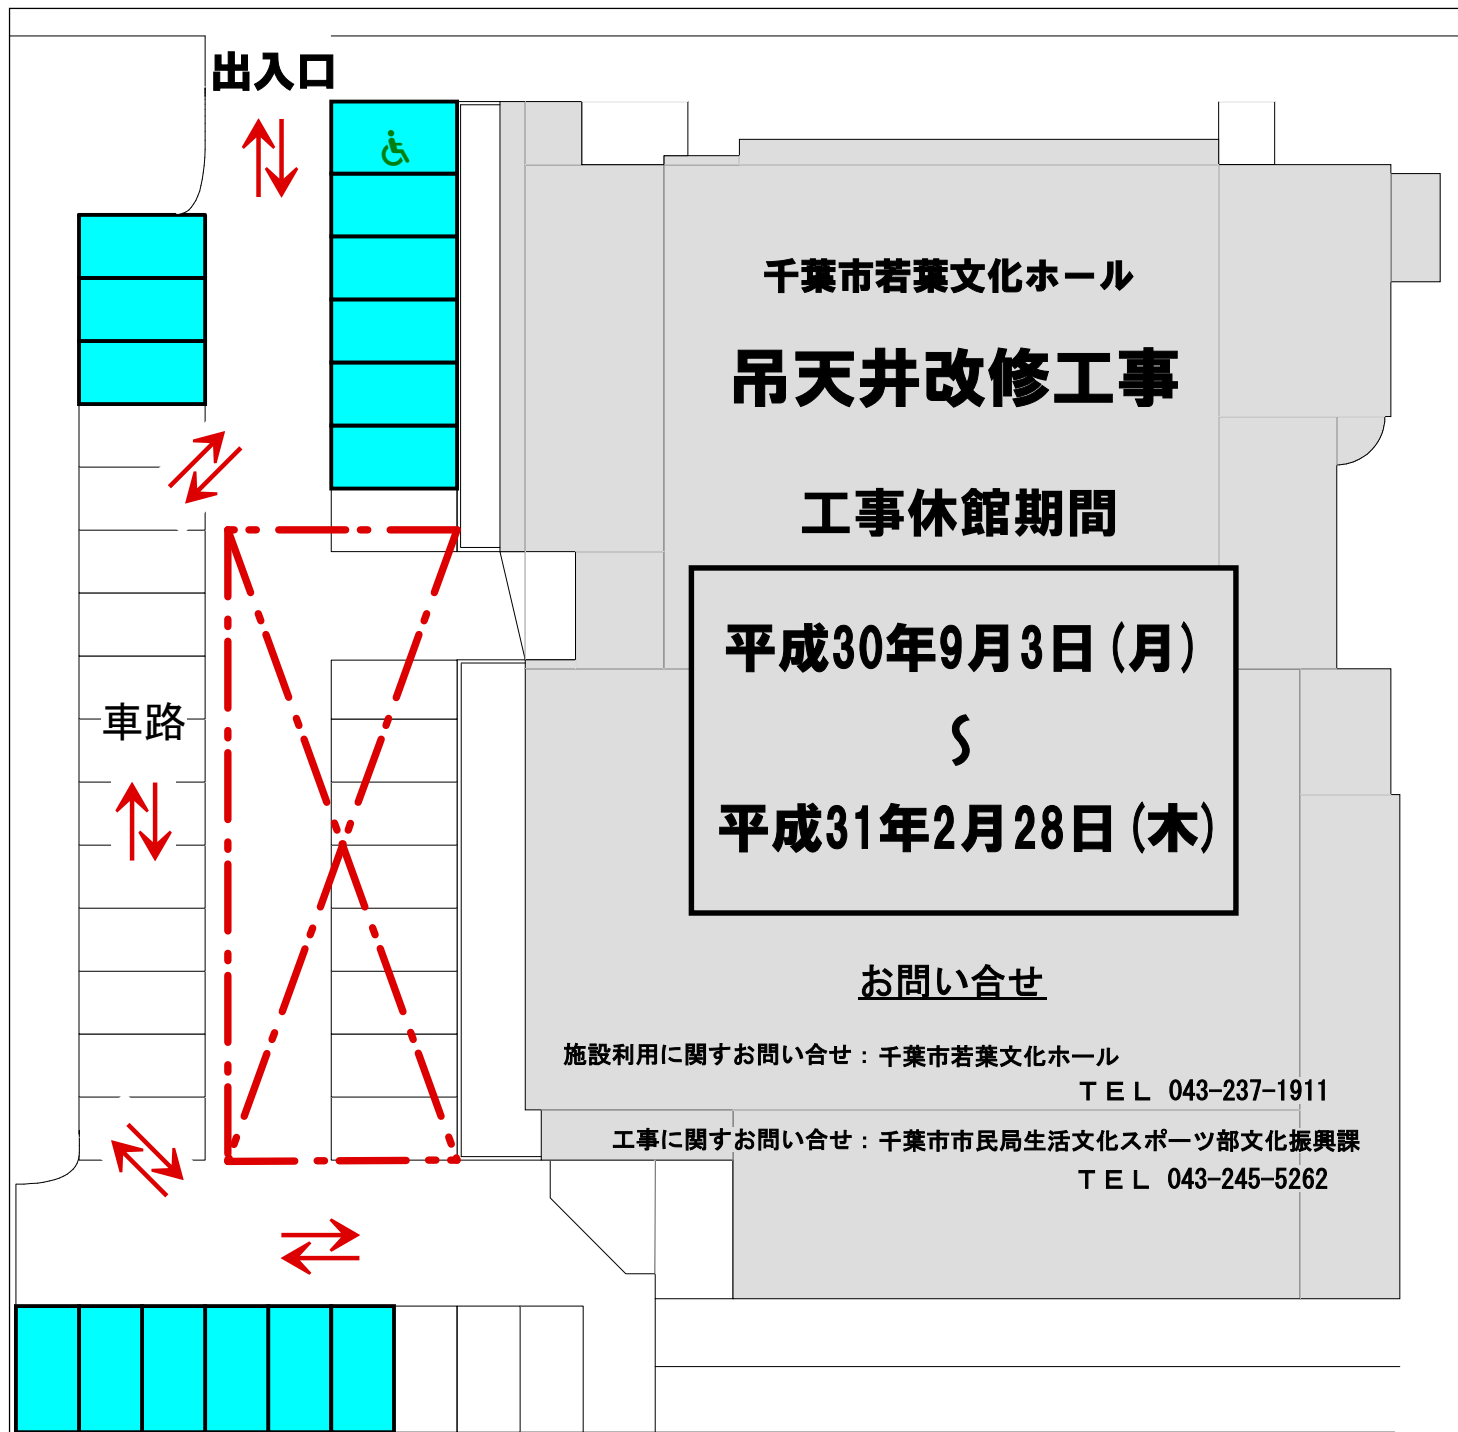 出入口
千葉市若葉文化ホール
吊天井改修工事
工事休館期間
平成30年9月3日(月)
～
平成31年2月28日(木)
車路
お問い合せ
施設利用に関すお問い合せ：千葉市若葉文化ホール
ＴＥＬ 043-237-1911
工事に関すお問い合せ：千葉市市民局生活文化スポーツ部文化振興課
ＴＥＬ 043-245-5262